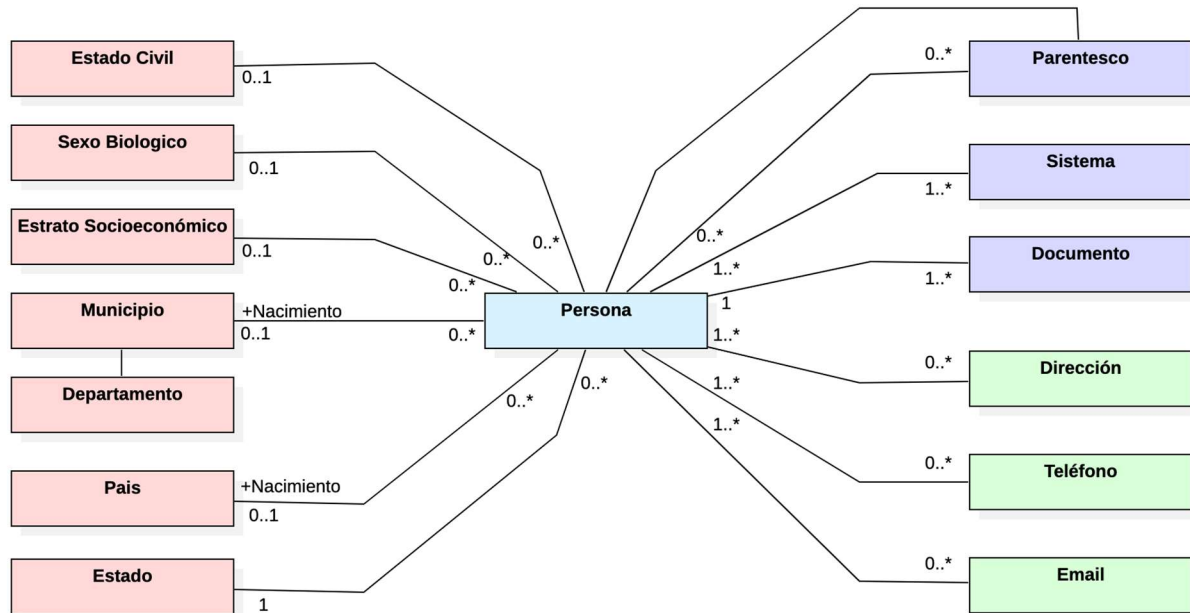 Estado Civil
0..1
Sexo Biologico
0..1
Estrato Socioeconómico
0..1
Municipio
+Nacimiento
0..1
Departamento
Pais
+Nacimiento
0..1
Estado
1
0..*
0..*
0..*
0..*
Persona
0..*
0..*
0..*
1..*
1
1..*
1..*
1..*
0..*
Parentesco
Sistema
1..*
Documento
1..*
Dirección
0..*
Teléfono
0..*
Email
0..*